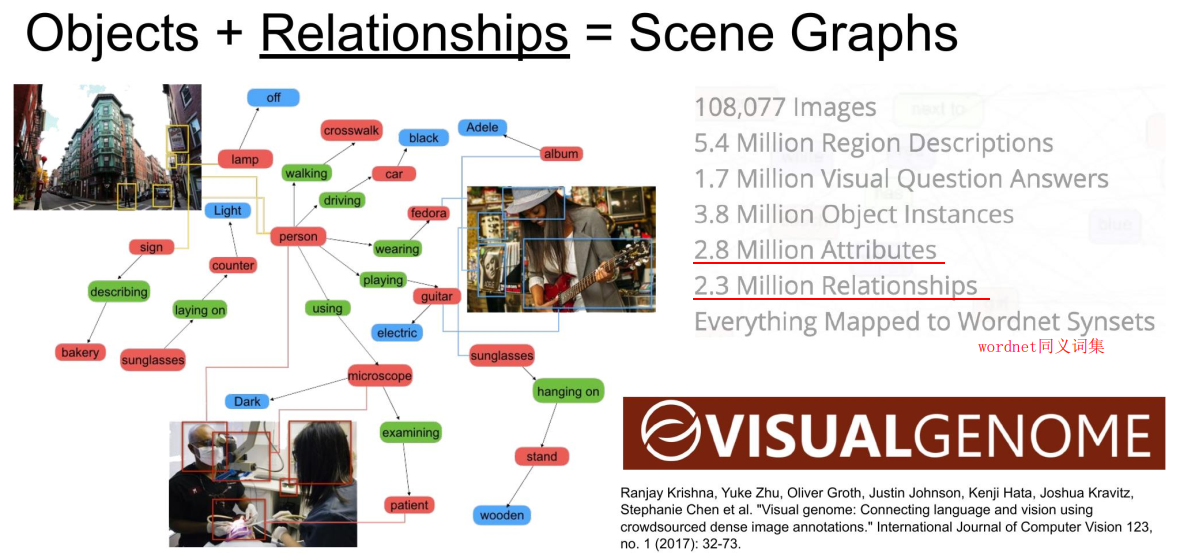 Objects + Relationships = Scene Graphs
off
lamp
crosswalk
black
Adele
album
walking
car
driving
Light
fedora
person
sign
wearing
counter
playing
describing
guitar
laying on
using
electric
bakery
sunglasses
sunglasses
microscope
hanging on
Dark
examining
stand
patient
wooden
108,077 Images
5.4 Million Region Descriptions
1.7 Million Visual Question Answers
3.8 Million Object Instances
2.8 Million Attributes
2.3 Million Relationships
Everything Mapped to Wordnet Synsets
wordnet同义词集
next to
blue
VISUALGENOME
Ranjay Krishna, Yuke Zhu, Oliver Groth, Justin Johnson, Kenji Hata, Joshua Kravitz,
Stephanie Chen et al. "Visual genome: Connecting language and vision using
crowdsourced dense image annotations." International Journal of Computer Vision 123,
no. 1 (2017): 32-73.